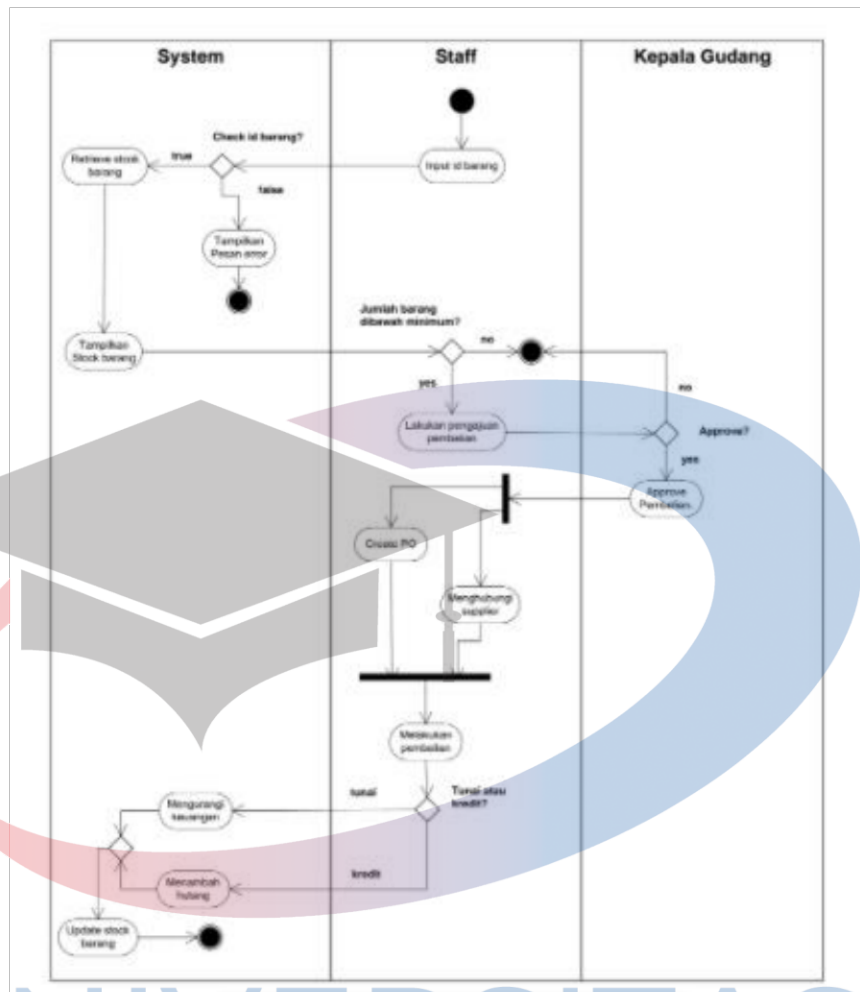 System
Staff
Kepala Gudang
Check id barang?
true
Retrieve stock
barang
Input id barang
false
Tampilkan
Pesan error
Jumlah barang
dibawah minimum?
no
Tampilkan
Stock barang
yes
no
Lakukan pengajuan
pembelian
Approve?
yes
Approve
Pembelian
Create PO
Menghubungi
supplier
Melakukan
pembelian
tunai
Tunai atau
kredit?
Mengurangi
keuangan
kredit
Menambah
hutang
Update stock
barang